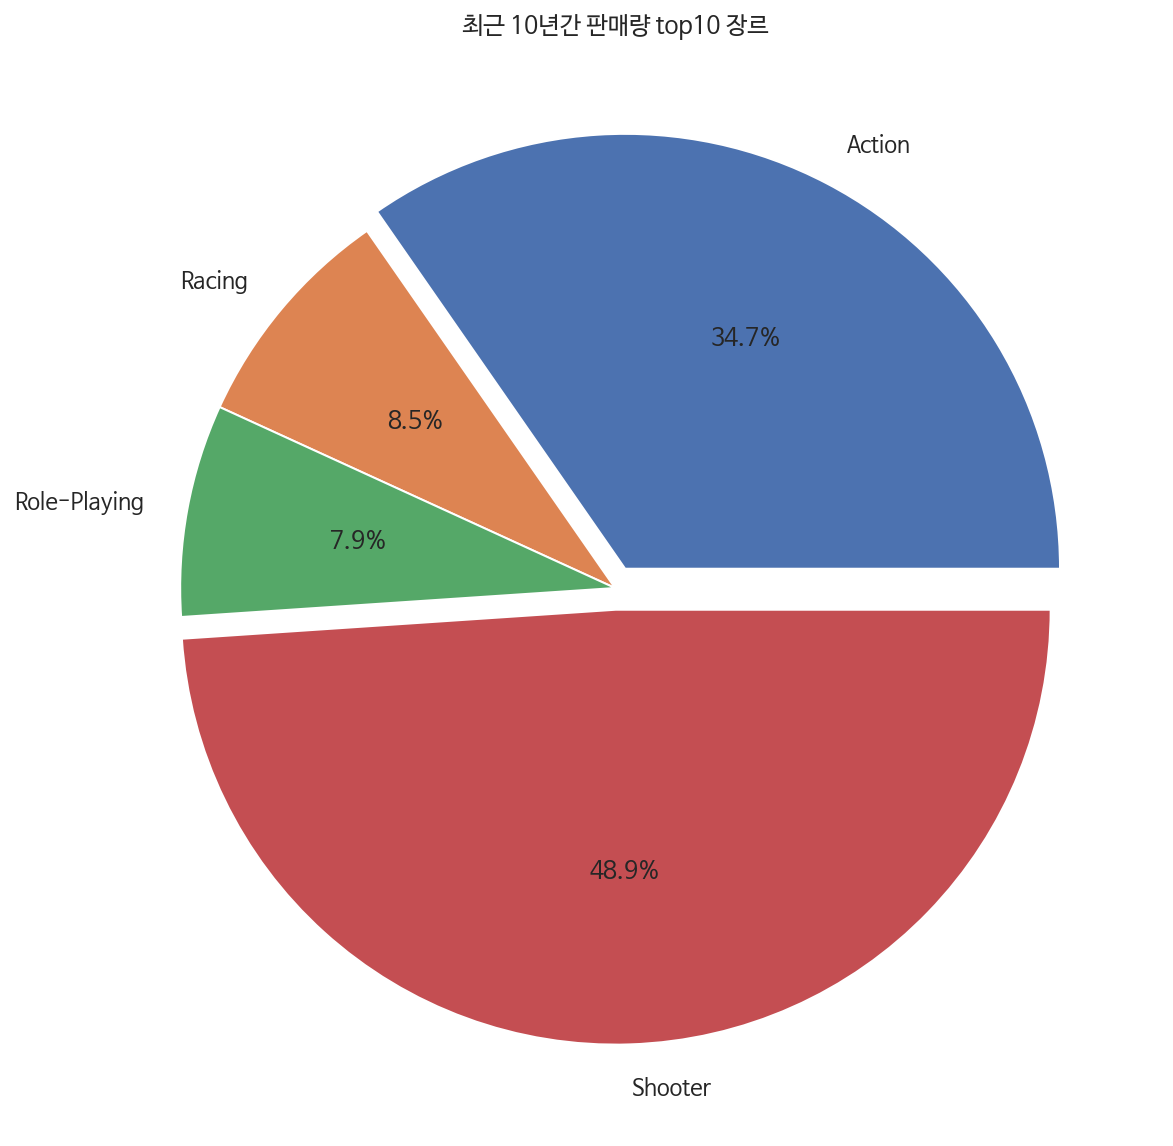 최근 10년간 판매량 top10 장르
Action
34.7%
Racing
8.5%
Role-Playing
7.9%
48.9%
Shooter